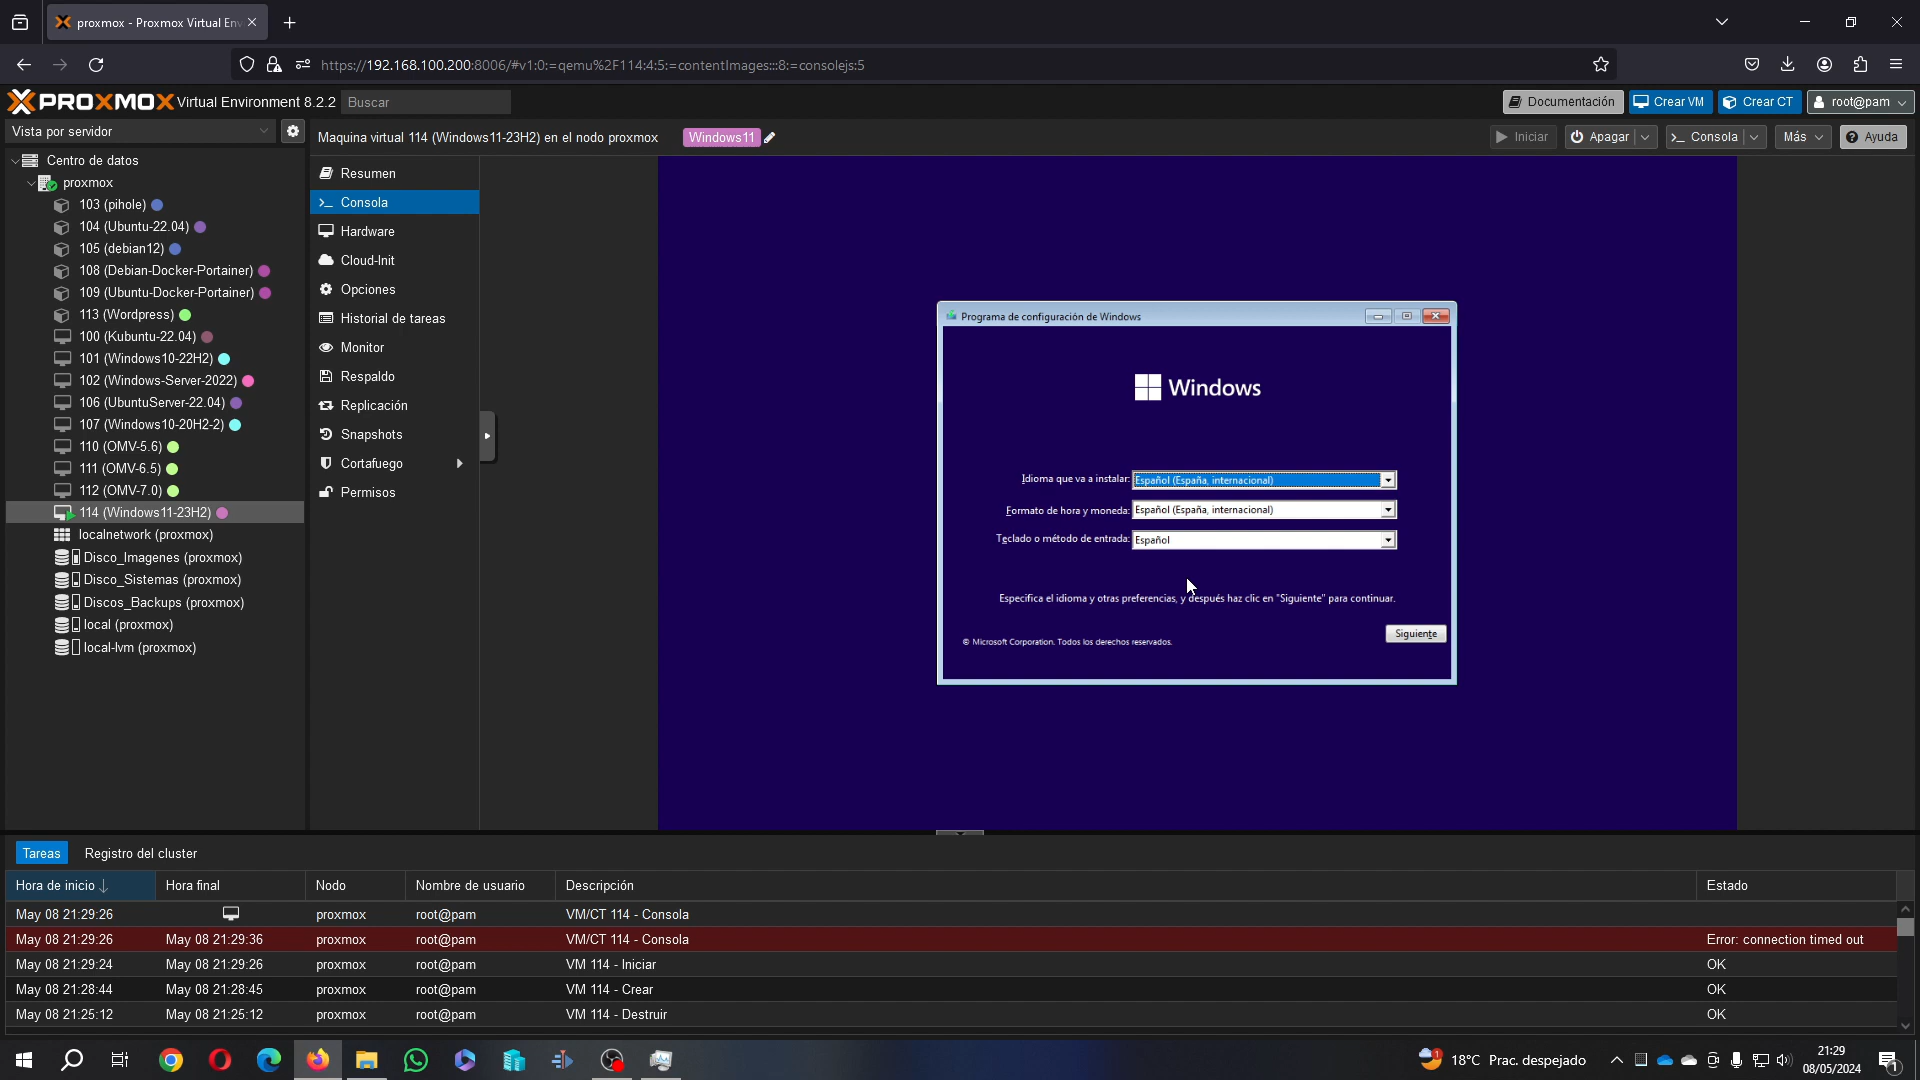 proxmox - Proxmox Virtual En
https://192.168.100.200:8006/#v1:0:=qemu%2F114:4:5:=contentImages:::8:=consolejs:5
PROXMOX Virtual Environment 8.2.2
Buscar
Documentación
Crear VM
Crear CT
root@pam
Vista por servidor
Maquina virtual 114 (Windows11-23H2) en el nodo proxmox
Windows11
Iniciar
Apagar
Consola
Más
Ayuda
Centro de datos
proxmox
103 (pihole)
104 (Ubuntu-22.04)
105 (debian12)
108 (Debian-Docker-Portainer)
109 (Ubuntu-Docker-Portainer)
113 (Wordpress)
100 (Kubuntu-22.04)
101 (Windows10-22H2)
102 (Windows-Server-2022)
106 (UbuntuServer-22.04)
107 (Windows10-20H2-2)
110 (OMV-5.6)
111 (OMV-6.5)
112 (OMV-7.0)
114 (Windows11-23H2)
localnetwork (proxmox)
Disco_Imagenes (proxmox)
Disco_Sistemas (proxmox)
Discos_Backups (proxmox)
local (proxmox)
local-lvm (proxmox)
Resumen
Consola
Hardware
Cloud-Init
Opciones
Historial de tareas
Monitor
Respaldo
Replicación
Snapshots
Cortafuego
Permisos
Programa de configuración de Windows
Windows
Idioma que va a instalar: Español (España, internacional)
Formato de hora y moneda: Español (España, internacional)
Teclado o método de entrada: Español
Especifica el idioma y otras preferencias, y después haz clic en "Siguiente" para continuar.
Siguiente
© Microsoft Corporation. Todos los derechos reservados.
Tareas
Registro del cluster
Hora de inicio Hora final Nodo Nombre de usuario Descripción Estado
May 08 21:29:26 proxmox root@pam VM/CT 114 - Consola
May 08 21:29:26 May 08 21:29:36 proxmox root@pam VM/CT 114 - Consola Error: connection timed out
May 08 21:29:24 May 08 21:29:26 proxmox root@pam VM 114 - Iniciar OK
May 08 21:28:44 May 08 21:28:45 proxmox root@pam VM 114 - Crear OK
May 08 21:25:12 May 08 21:25:12 proxmox root@pam VM 114 - Destruir OK
1
18°C Prac. despejado
21:29
08/05/2024
1